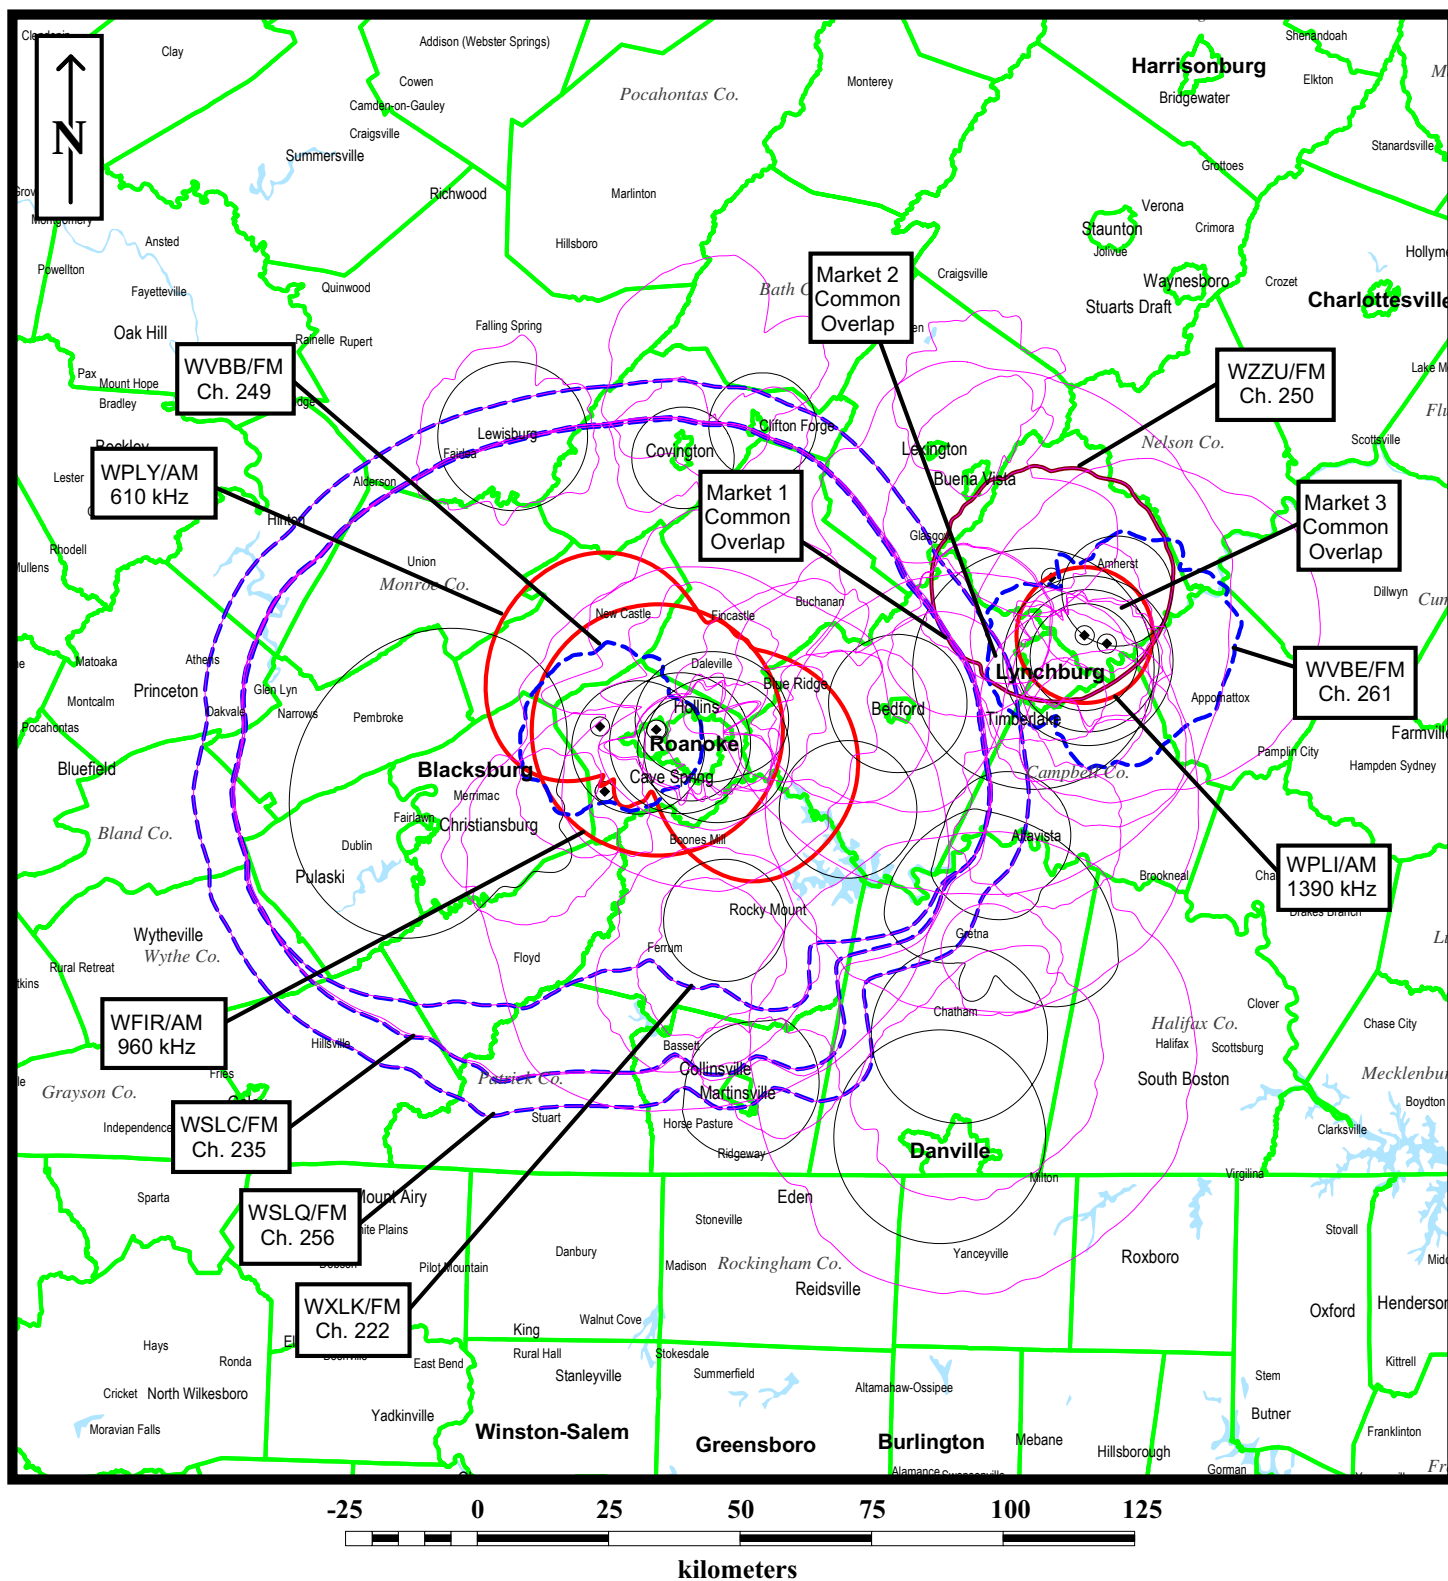 Clay
Addison (Webster Springs)
Cowen
Camden-on-Gauley
Craigsville
Summersville
Richwood
Pocahontas Co.
Marlinton
Hillsboro
Monterey
Harrisonburg
Bridgewater
Shenandoah
Elkton
Stanardsville
Grottoes
Verona
Staunton
Crimora
Jolivue
Waynesboro
Stuarts Draft
Crozet
Charlottesville
N
Ansted
Powellton
Fayetteville
Quinwood
Oak Hill
Rainelle
Rupert
Falling Spring
Craigsville
Market 2
Common
Overlap
WVBB/FM
Ch. 249
WZZU/FM
Ch. 250
Pax
Mount Hope
Bradley
Lester
WPLY/AM
610 kHz
Lewisburg
Alderson
Covington
Clifton Forge
Lexington
Buena Vista
Nelson Co.
Scottsville
Market 1
Common
Overlap
Market 3
Common
Overlap
Hinton
Rhodell
Mullens
Union
Monroe Co.
Glasgow
Amherst
Dillwyn
New Castle
Fincastle
Buchanan
Matoaka
Athens
Princeton
Montcalm
Glen Lyn
Oakvale
Narrows
Pembroke
Pocahontas
Bluefield
Daleville
Blue Ridge
Hollins
Roanoke
Cave Spring
Bedford
Lynchburg
Timberlake
Appomattox
WVBE/FM
Ch. 261
Pamplin City
Hampden Sydney
Campbell Co.
Blacksburg
Merrimac
Fairlawn
Christiansburg
Bland Co.
Dublin
Pulaski
Boones Mill
Altavista
Brookneal
WPLI/AM
1390 kHz
Drakes Branch
Rocky Mount
Wytheville
Wythe Co.
Rural Retreat
Floyd
Ferrum
Gretna
Chatham
WFIR/AM
960 kHz
Hillsville
Fries
Grayson Co.
Independence
Patrick Co.
Stuart
Bassett
Collinsville
Martinsville
Horse Pasture
Ridgeway
Clover
Halifax Co.
Halifax
Scottsburg
South Boston
Chase City
Boydton
Clarksville
Virgilina
Danville
Milton
WSLC/FM
Ch. 235
WSLQ/FM
Ch. 256
WXLK/FM
Ch. 222
Sparta
Mount Airy
Pilot Mountain
Danbury
Eden
Stoneville
Madison
Rockingham Co.
Reidsville
Yanceyville
Roxboro
Stovall
Oxford
Henderson
Walnut Cove
King
Rural Hall
Stanleyville
East Bend
Stokesdale
Summerfield
Hays
Ronda
Cricket
North Wilkesboro
Moravian Falls
Yadkinville
Winston-Salem
Greensboro
Altamahaw-Ossipee
Burlington
Alamance
Mebane
Hillsborough
Kittrell
Stem
Butner
Franklinton
Gorman
-25 0 25 50 75 100 125
kilometers